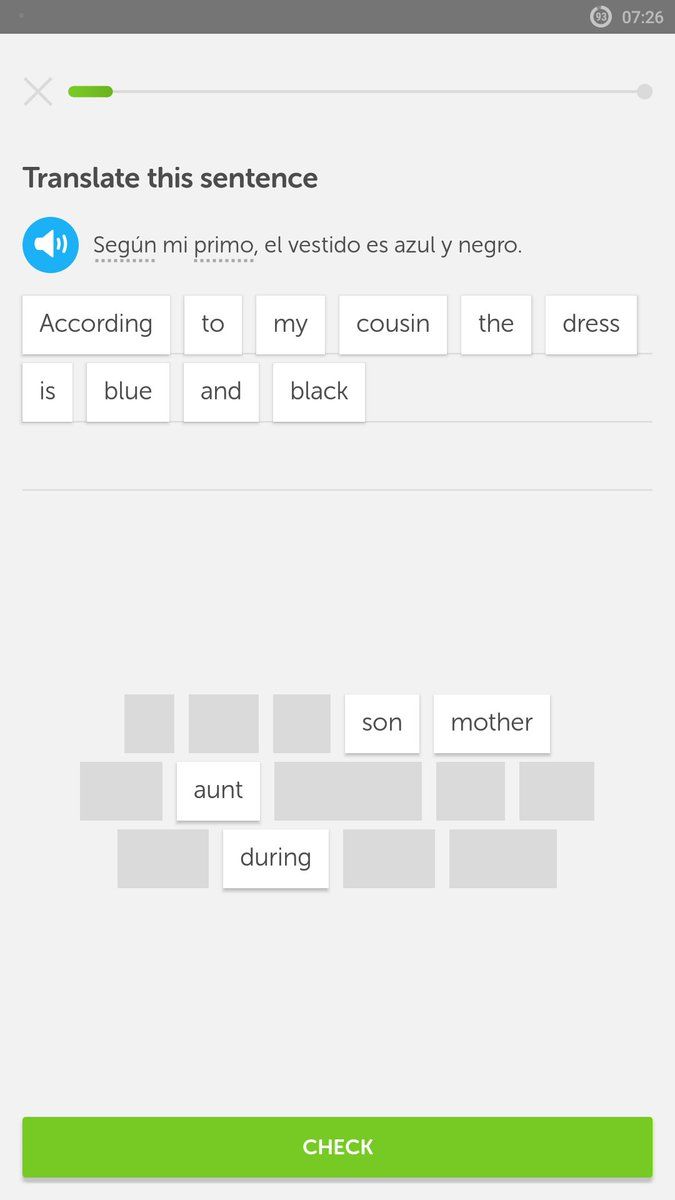 93 07:26
Translate this sentence
Según mi primo, el vestido es azul y negro.
According to my cousin the dress
is blue and black
son mother
aunt
during
CHECK